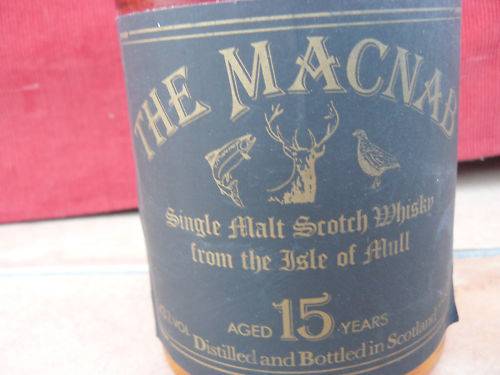 THE MACNAB
Single Malt Scotch Whisky
from the Isle of Mull
AGED 15 YEARS
Distilled and Bottled in Scotland